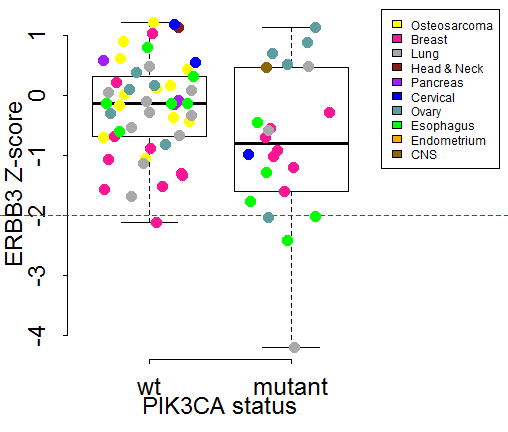 ERBB3 Z-score
1
0
-1
-2
-3
-4
wt mutant
PIK3CA status
Osteosarcoma
Breast
Lung
Head & Neck
Pancreas
Cervical
Ovary
Esophagus
Endometrium
CNS